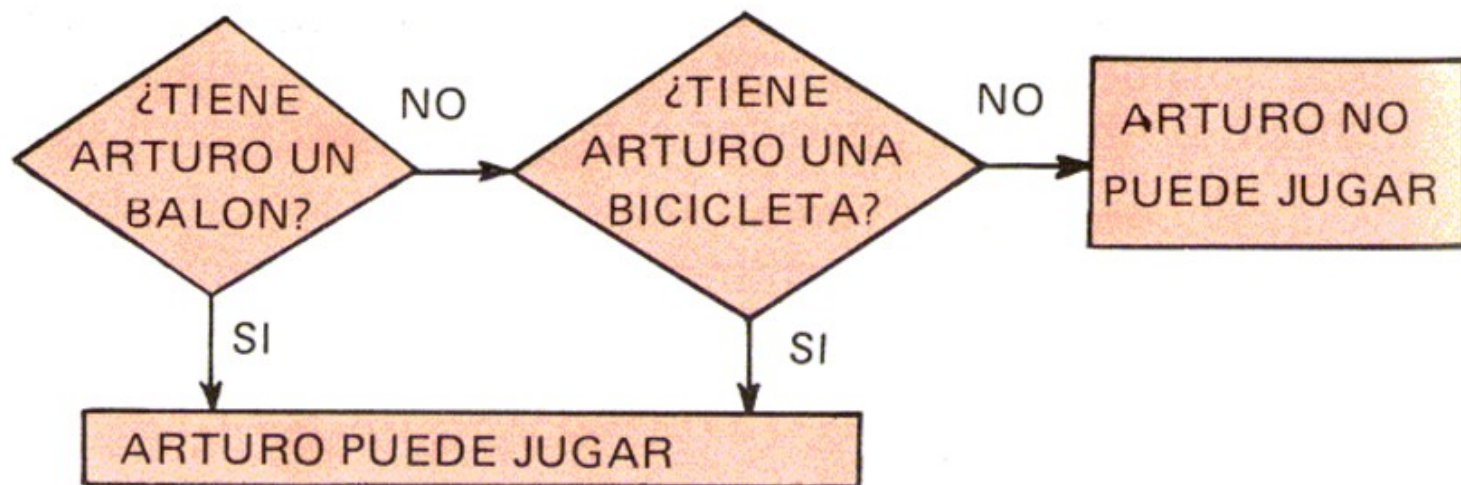 ¿TIENE
ARTURO UN
BALON?
NO
¿TIENE
ARTURO UNA
BICICLETA?
NO
ARTURO NO
PUEDE JUGAR
SI
SI
ARTURO PUEDE JUGAR